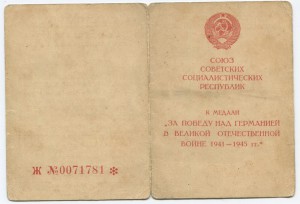 Ж №0071781 *
СОЮЗ
СОВЕТСКИХ
СОЦИАЛИСТИЧЕСКИХ
РЕСПУБЛИК
К МЕДАЛИ
„ЗА ПОБЕДУ НАД ГЕРМАНИЕЙ
В ВЕЛИКОЙ ОТЕЧЕСТВЕННОЙ
ВОЙНЕ 1941—1945 гг.“